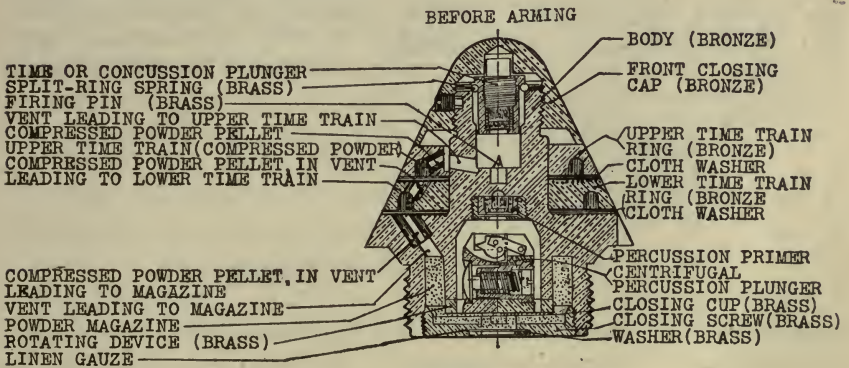 BEFORE ARMING
TIME OR CONCUSSION PLUNGER
SPLIT-RING SPRING (BRASS)
FIRING PIN (BRASS)
VENT LEADING TO UPPER TIME TRAIN
COMPRESSED POWDER PELLET
UPPER TIME TRAIN(COMPRESSED POWDER)
COMPRESSED POWDER PELLET IN VENT
LEADING TO LOWER TIME TRAIN
COMPRESSED POWDER PELLET, IN VENT
LEADING TO MAGAZINE
VENT LEADING TO MAGAZINE
POWDER MAGAZINE
ROTATING DEVICE (BRASS)
LINEN GAUZE
BODY (BRONZE)
FRONT CLOSING
CAP (BRONZE)
UPPER TIME TRAIN
RING (BRONZE)
CLOTH WASHER
LOWER TIME TRAIN
RING (BRONZE
CLOTH WASHER
PERCUSSION PRIMER
CENTRIFUGAL
PERCUSSION PLUNGER
CLOSING CUP(BRASS)
CLOSING SCREW(BRASS)
WASHER(BRASS)